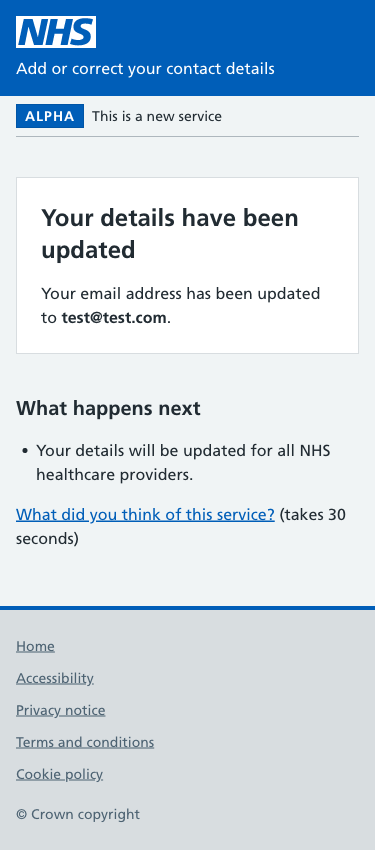 NHS
Add or correct your contact details
ALPHA This is a new service
Your details have been
updated
Your email address has been updated
to test@test.com.
What happens next
• Your details will be updated for all NHS
healthcare providers.
What did you think of this service? (takes 30
seconds)
Home
Accessibility
Privacy notice
Terms and conditions
Cookie policy
© Crown copyright